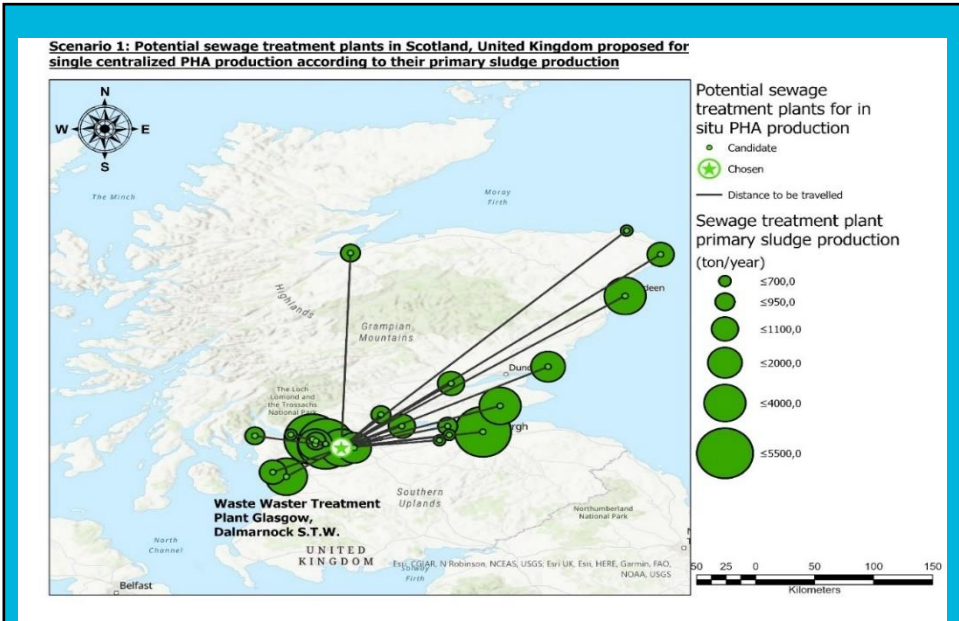 Scenario 1: Potential sewage treatment plants in Scotland, United Kingdom proposed for
single centralized PHA production according to their primary sludge production
N
W
E
S
The Minch
Moray
Firth
Highlands
Grampian
Mountains
deen
Dund
The Loch
Lomond and
the Trossachs
National Park
rgh
Waste Waster Treatment
Plant Glasgow,
Dalmarnock S.T.W.
Southern
Uplands
Northumberland
National Park
North
Channel
UNITED
KINGDOM
Solway
Firth
Belfast
Esri, CGIAR, N Robinson, NCEAS, USGS, Esri UK, Esri, HERE, Garmin, FAO,
NOAA, USGS
Potential sewage
treatment plants for in
situ PHA production
Candidate
Chosen
Distance to be travelled
Sewage treatment plant
primary sludge production
(ton/year)
≤700,0
≤950,0
≤1100,0
≤2000,0
≤4000,0
≤5500,0
50 25 0 50 100 150
Kilometers